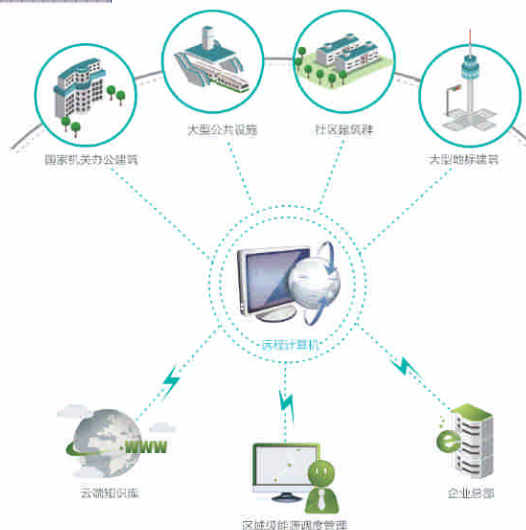 国家机关办公建筑
大型公共设施
社区建筑群
大型地标建筑
远程计算机
WWW
云端知识库
区域级能源调度管理
企业总部